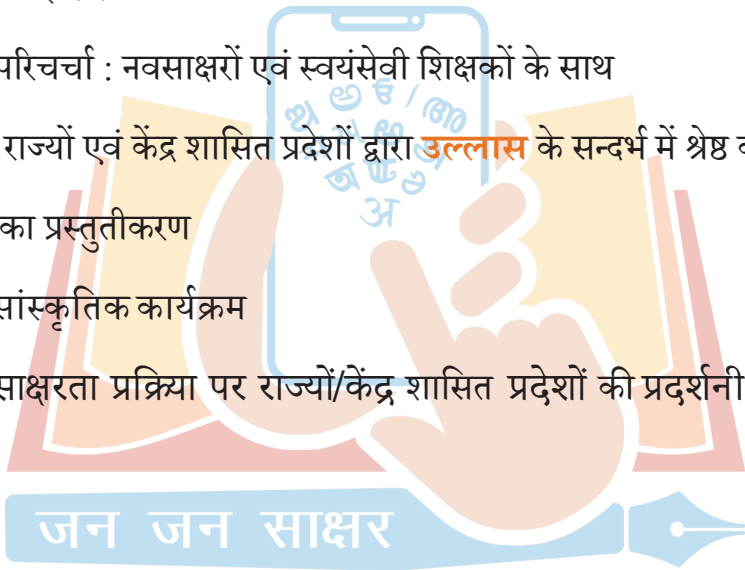 परिचर्चा : नवसाक्षरों एवं स्वयंसेवी शिक्षकों के साथ
राज्यों एवं केंद्र शासित प्रदेशों द्वारा उल्लास के सन्दर्भ में श्रेष्ठ
का प्रस्तुतीकरण
सांस्कृतिक कार्यक्रम
साक्षरता प्रक्रिया पर राज्यों/केंद्र शासित प्रदेशों की प्रदर्शनी
अ
जन जन साक्षर